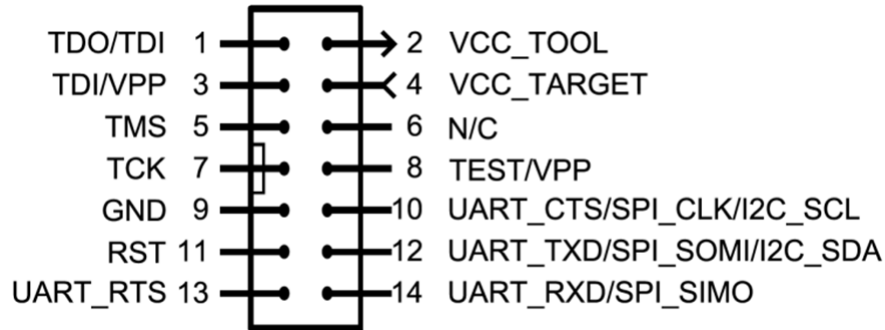 TDO/TDI 1 2 VCC_TOOL
TDI/VPP 3 4 VCC_TARGET
TMS 5 6 N/C
TCK 7 8 TEST/VPP
GND 9 10 UART_CTS/SPI_CLK/I2C_SCL
RST 11 12 UART_TXD/SPI_SOMI/I2C_SDA
UART_RTS 13 14 UART_RXD/SPI_SIMO